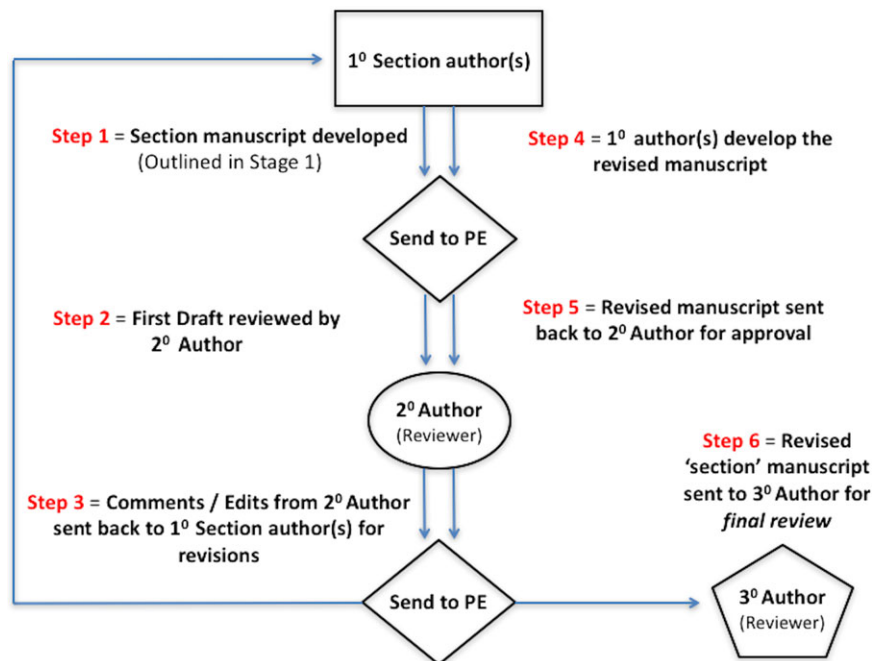 1⁰ Section author(s)
Step 1 = Section manuscript developed
(Outlined in Stage 1)
Step 4 = 1⁰ author(s) develop the
revised manuscript
Send to PE
Step 2 = First Draft reviewed by
2⁰ Author
Step 5 = Revised manuscript sent
back to 2⁰ Author for approval
2⁰ Author
(Reviewer)
Step 3 = Comments / Edits from 2⁰ Author
sent back to 1⁰ Section author(s) for
revisions
Step 6 = Revised
‘section’ manuscript
sent to 3⁰ Author for
final review
Send to PE
3⁰ Author
(Reviewer)